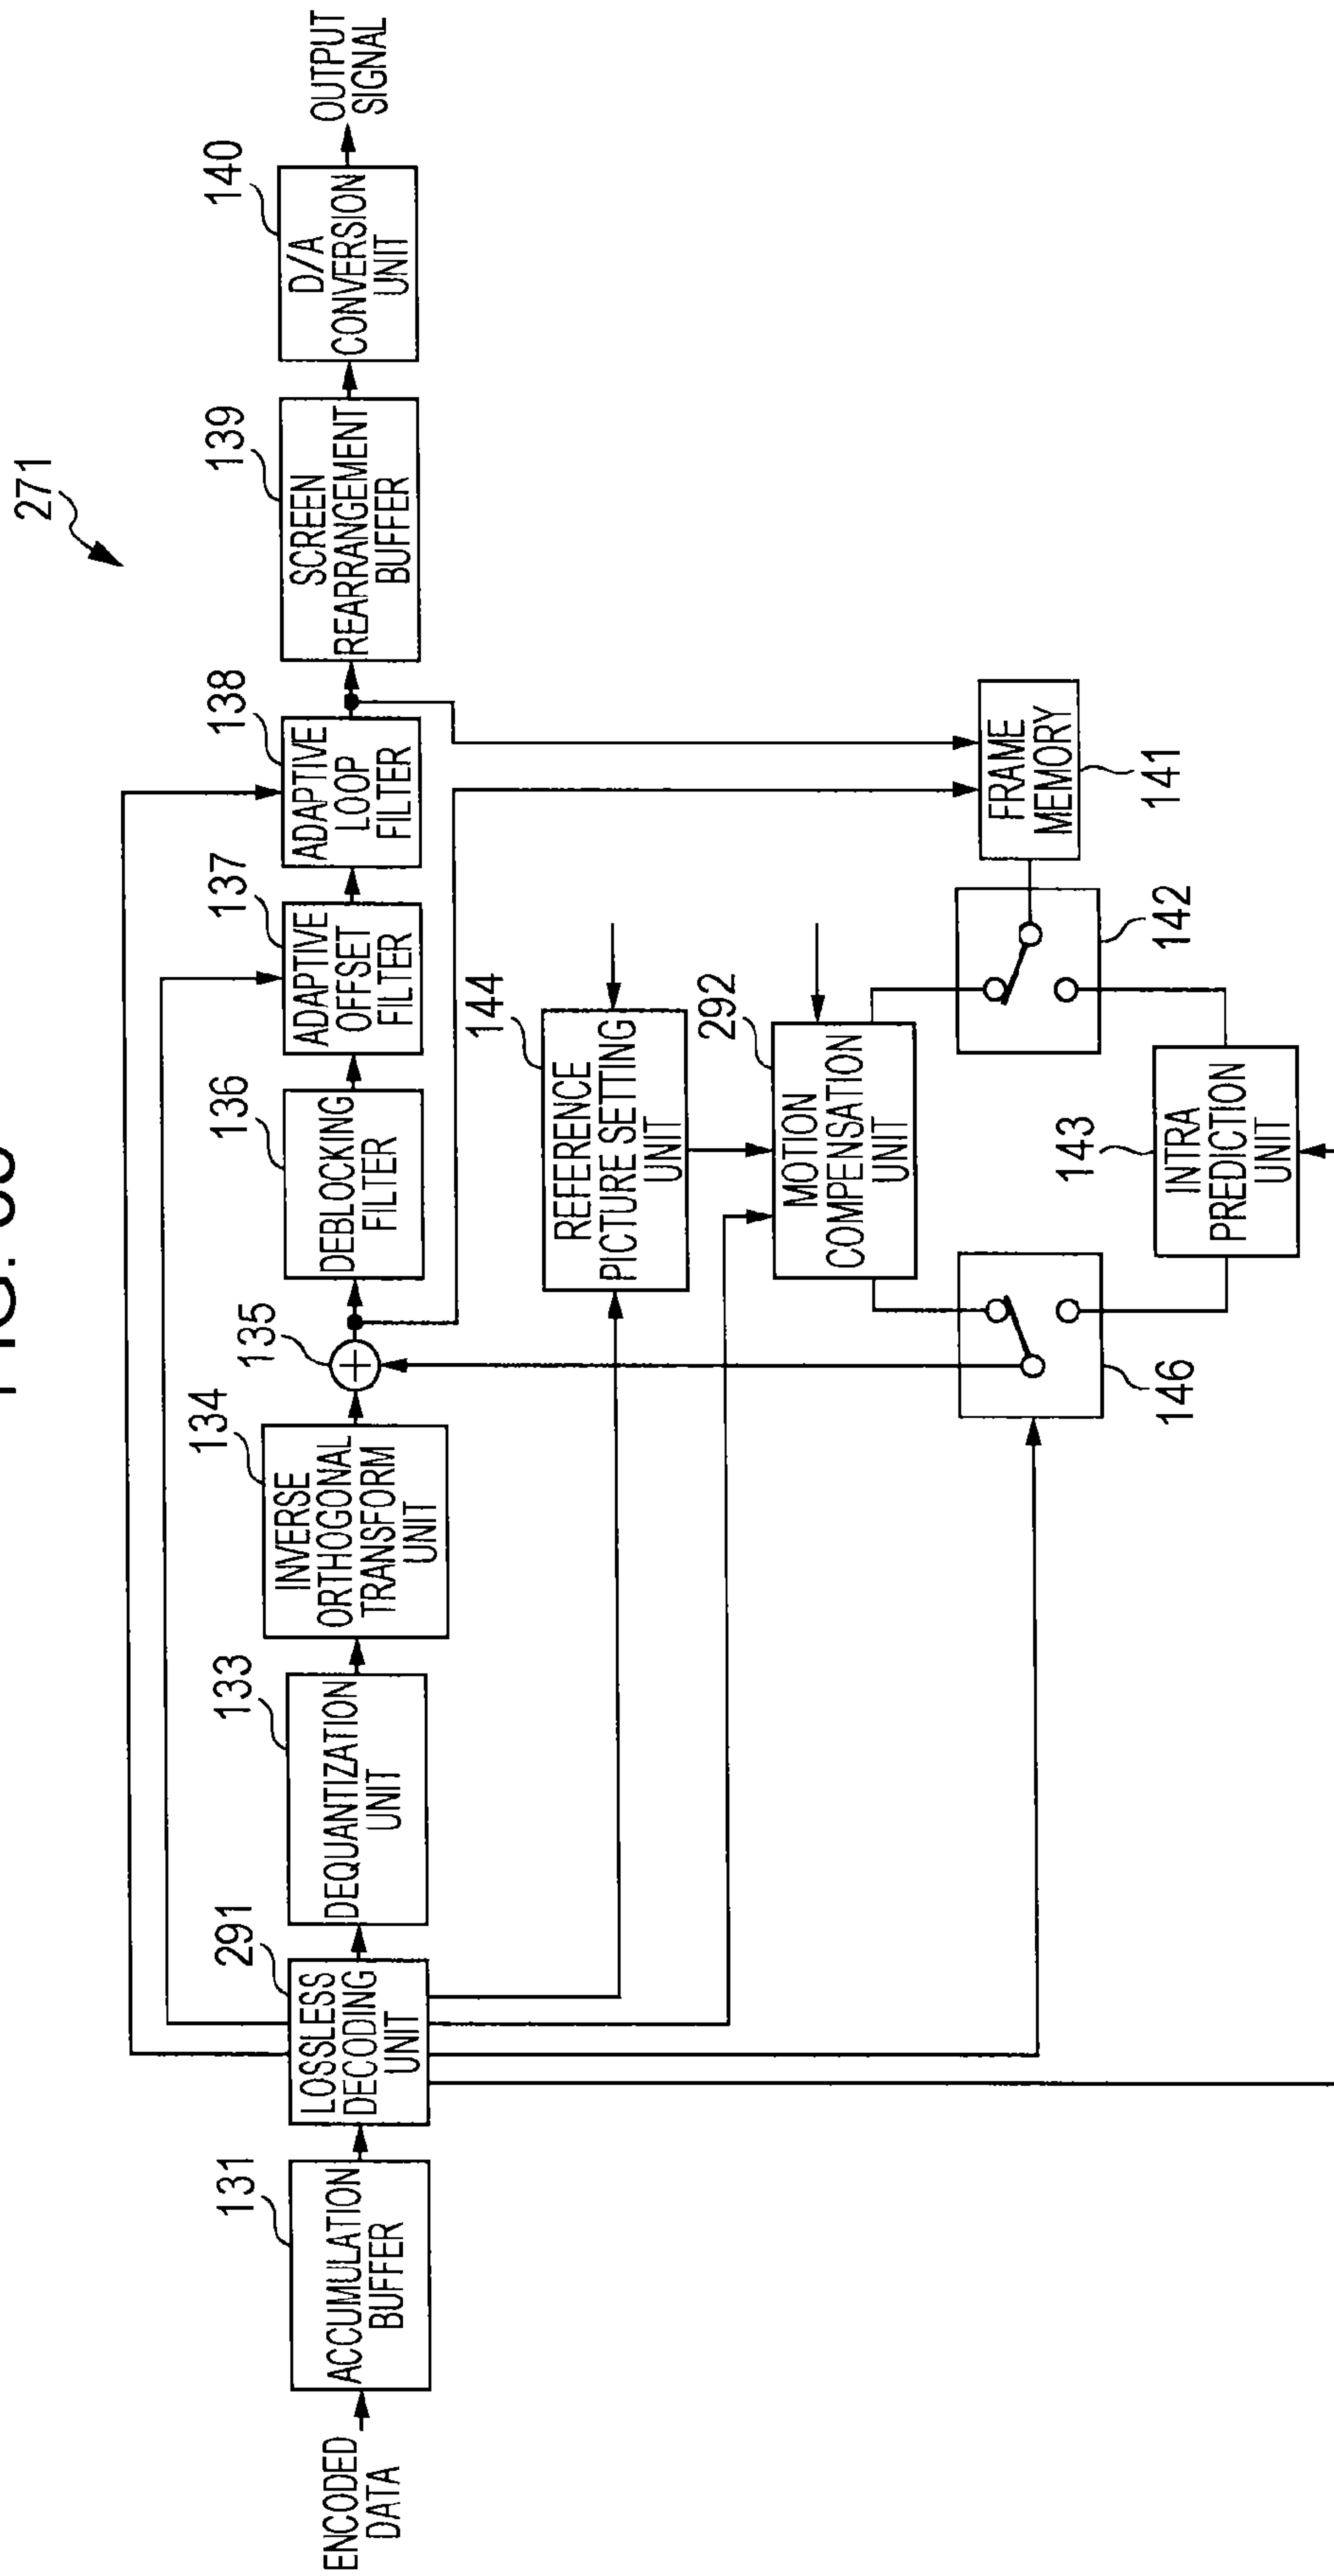 271
ENCODED
DATA
131
ACCUMULATION
BUFFER
291
LOSSLESS
DECODING
UNIT
133
DEQUANTIZATION
UNIT
134
INVERSE
ORTHOGONAL
TRANSFORM
UNIT
135
+
136
DEBLOCKING
FILTER
137
ADAPTIVE
OFFSET
FILTER
138
ADAPTIVE
LOOP
FILTER
139
SCREEN
REARRANGEMENT
BUFFER
140
D/A
CONVERSION
UNIT
OUTPUT
SIGNAL
144
REFERENCE
PICTURE SETTING
UNIT
292
MOTION
COMPENSATION
UNIT
FRAME
MEMORY
141
146
142
143
INTRA
PREDICTION
UNIT